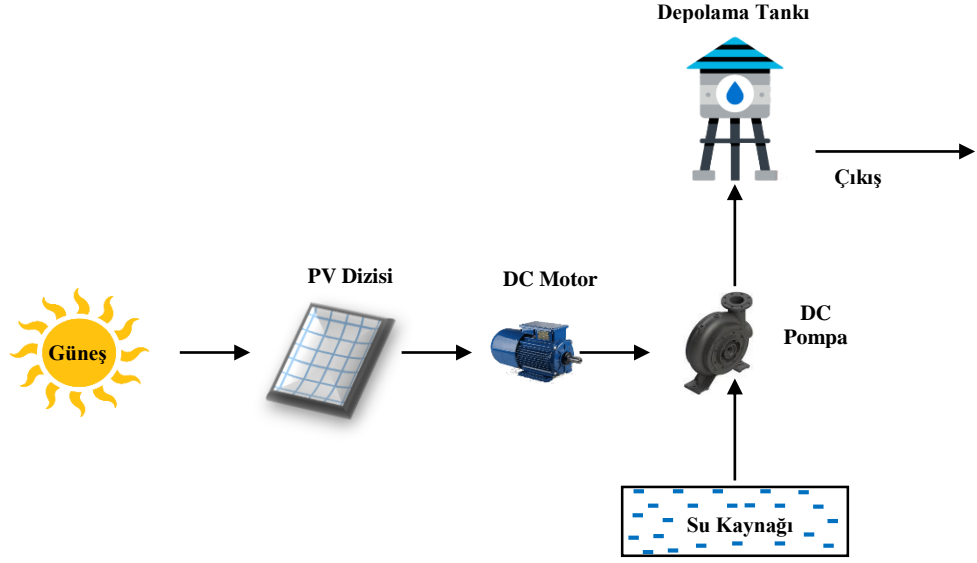 Depolama Tankı
Çıkış
PV Dizisi
DC Motor
DC
Pompa
Güneş
Su Kaynağı